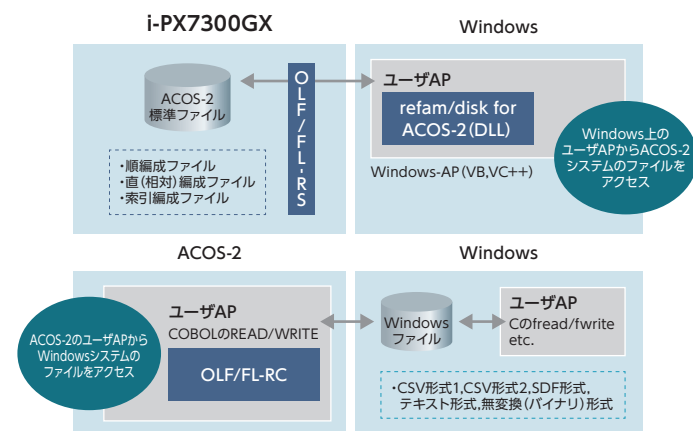 i-PX7300GX
Windows
ACOS-2
標準ファイル
・順編成ファイル
・直(相対)編成ファイル
・索引編成ファイル
OLF/FL-RS
ユーザAP
refam/disk for
ACOS-2(DLL)
Windows-AP(VB,VC++)
Windows上の
ユーザAPからACOS-2
システムのファイルを
アクセス
ACOS-2
Windows
ACOS-2のユーザAPから
Windowsシステムの
ファイルをアクセス
ユーザAP
COBOLのREAD/WRITE
OLF/FL-RC
Windows
ファイル
ユーザAP
Cのfread/fwrite
etc.
・CSV形式1,CSV形式2,SDF形式,
テキスト形式,無変換(バイナリ)形式